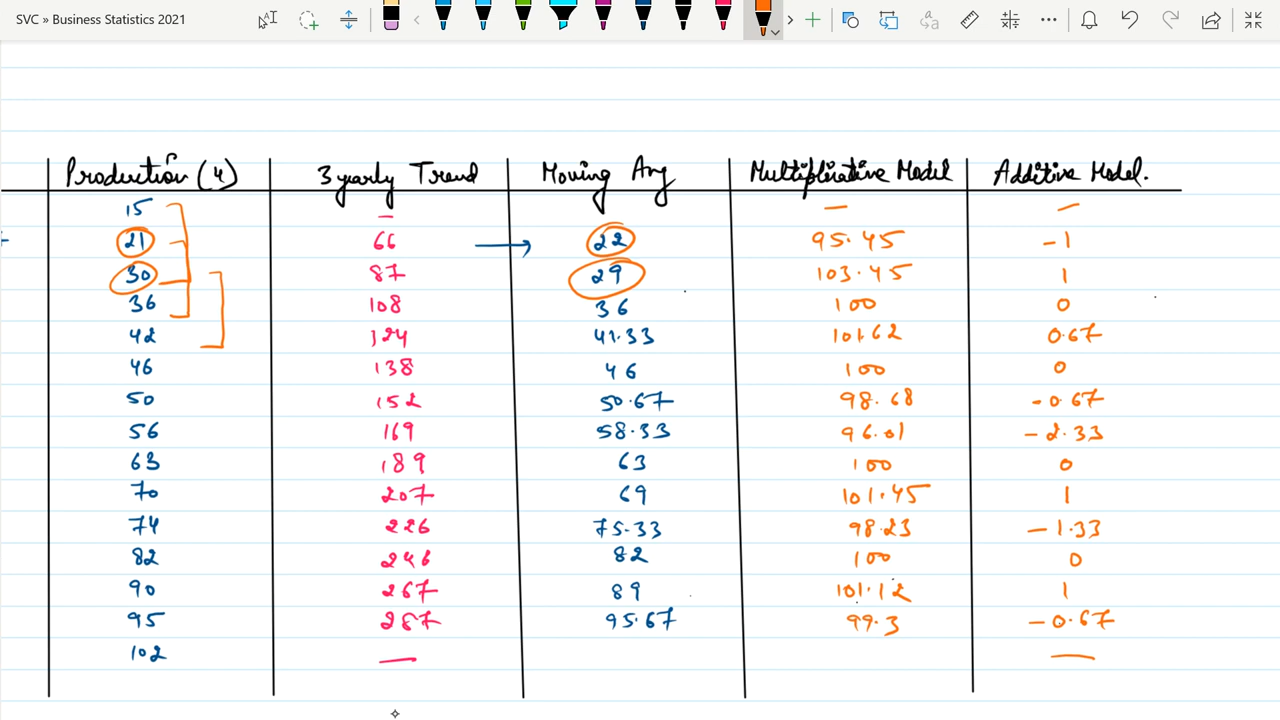 SVC » Business Statistics 2021
Production (y) 3 yearly Trend Moving Avg Multiplicative Model Additive Model.
15 — — —
21 66 → 22 95.45 -1
30 87 29 103.45 1
36 108 36 100 0
42 124 41.33 101.62 0.67
46 138 46 100 0
50 152 50.67 98.68 -0.67
56 169 58.33 96.01 -2.33
63 189 63 100 0
70 207 69 101.45 1
74 226 75.33 98.23 -1.33
82 246 82 100 0
90 267 89 101.12 1
95 287 95.67 99.3 -0.67
102 — —